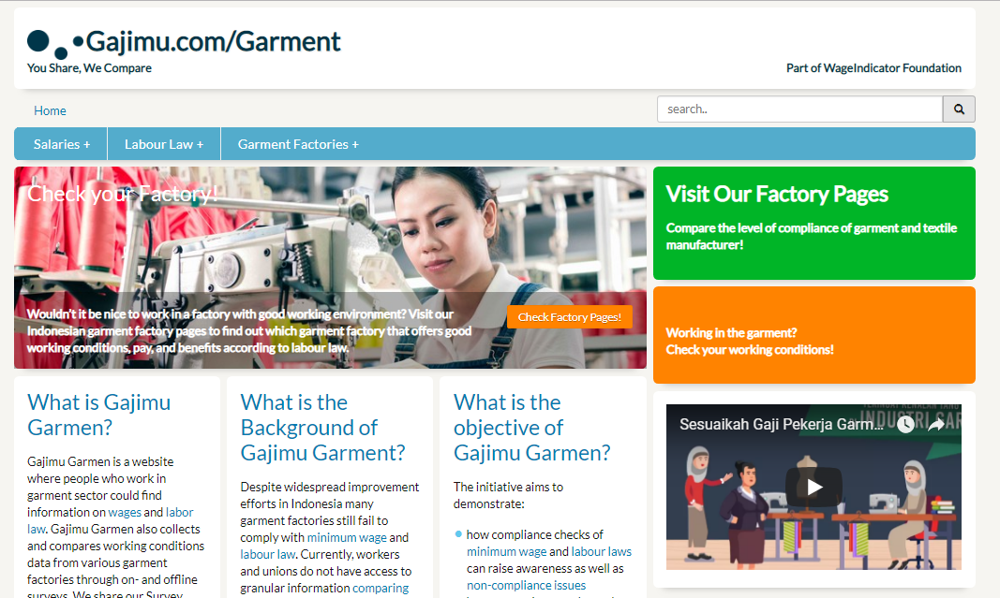 Gajimu.com/Garment
You Share, We Compare
Part of WageIndicator Foundation
Home
search..
Salaries +
Labour Law +
Garment Factories +
Check your Factory!
Wouldn't it be nice to work in a factory with good working environment? Visit our
Indonesian garment factory pages to find out which garment factory that offers good
working conditions, pay, and benefits according to labour law.
Check Factory Pages!
Visit Our Factory Pages
Compare the level of compliance of garment and textile
manufacturer!
Working in the garment?
Check your working conditions!
Sesuaikah Gaji Pekerja Garm...
INDUSTRI GAR
What is Gajimu
Garmen?
Gajimu Garmen is a website
where people who work in
garment sector could find
information on wages and labor
law. Gajimu Garmen also collects
and compares working conditions
data from various garment
factories through on- and offline
surveys. We share our Survey
What is the
Background of
Gajimu Garment?
Despite widespread improvement
efforts in Indonesia many
garment factories still fail to
comply with minimum wage and
labour law. Currently, workers
and unions do not have access to
granular information comparing
What is the
objective of
Gajimu Garmen?
The initiative aims to
demonstrate:
how compliance checks of
minimum wage and labour laws
can raise awareness as well as
non-compliance issues